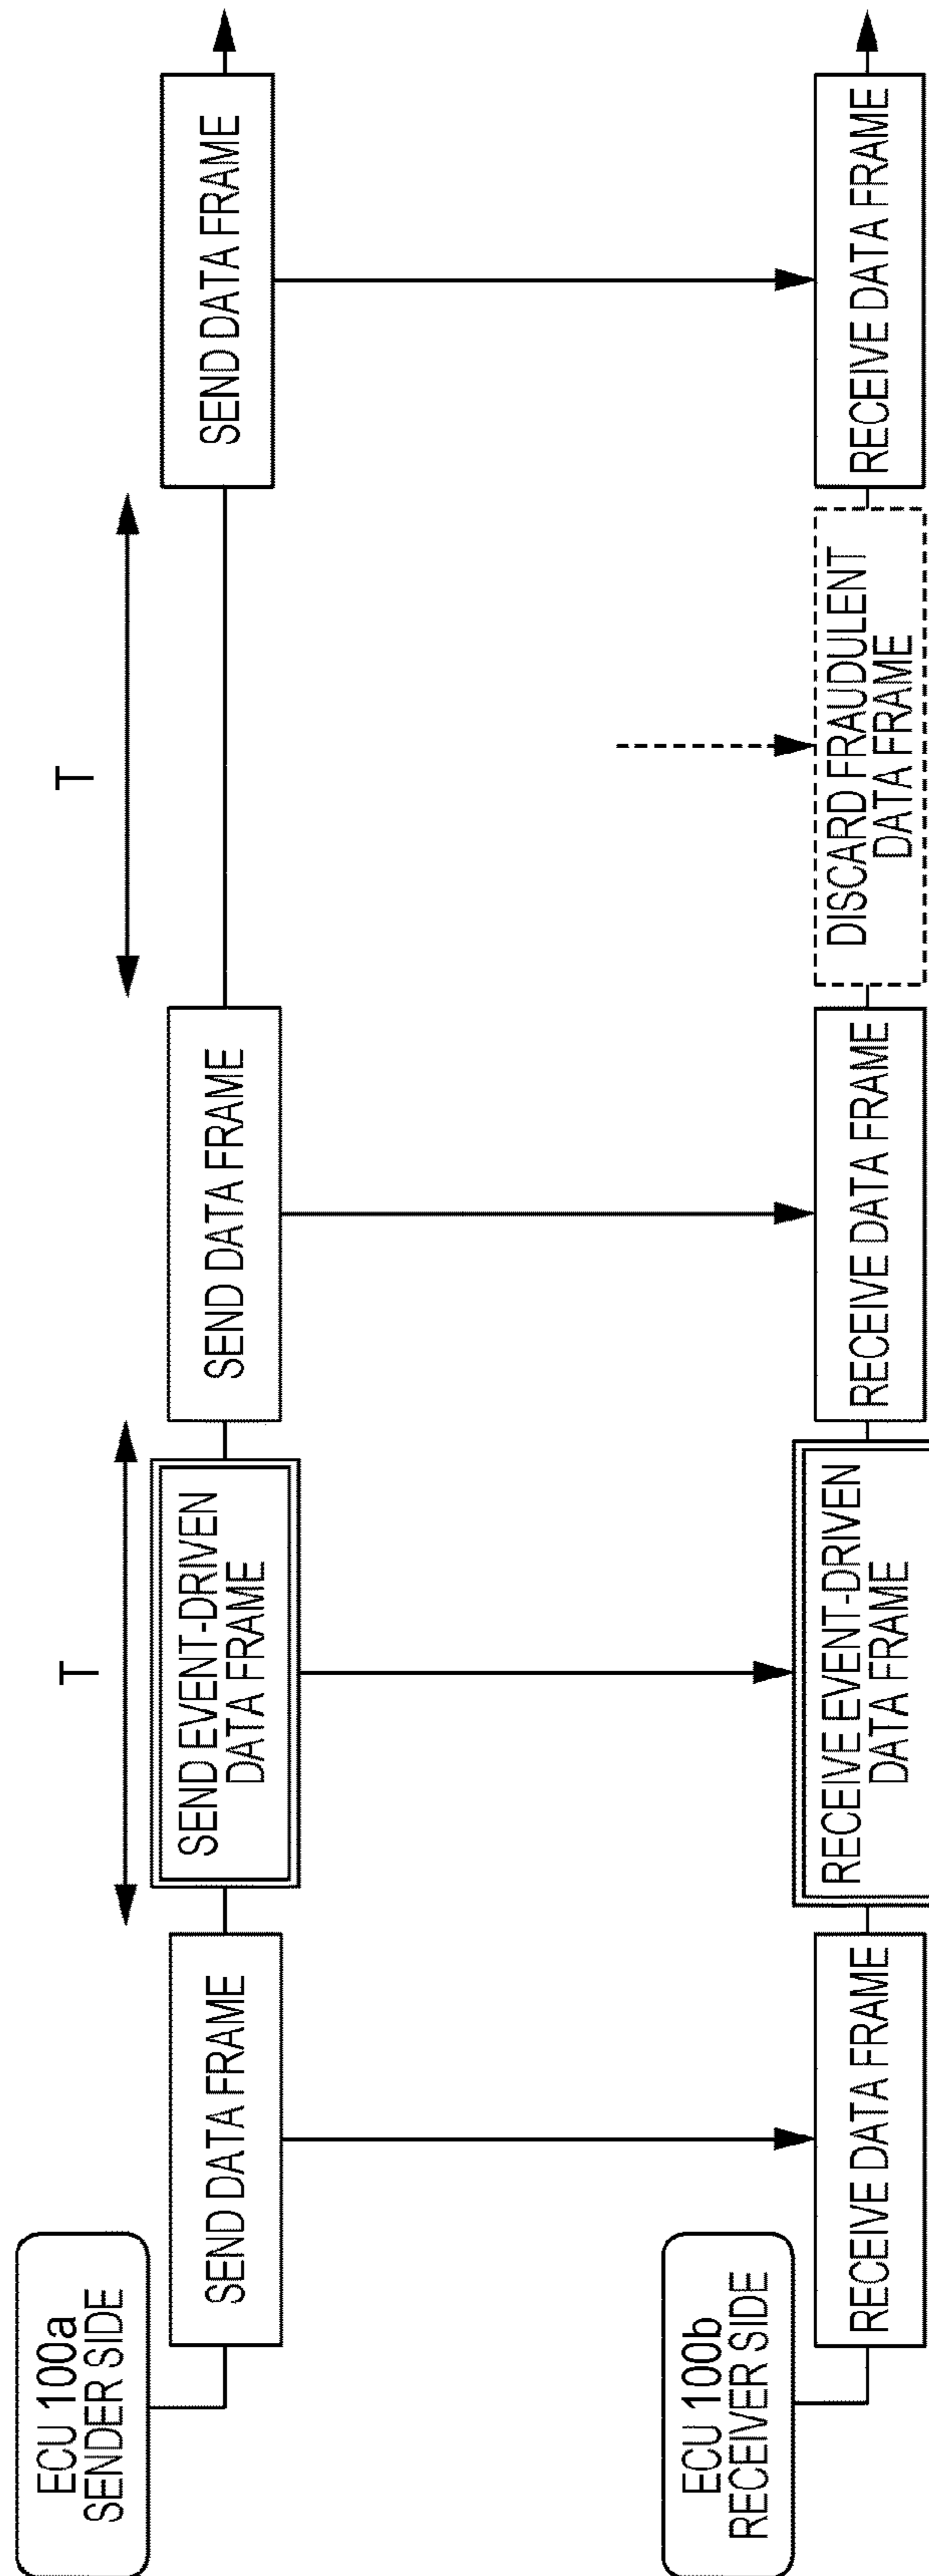 ECU 100a
SENDER SIDE
SEND DATA FRAME
T
SEND EVENT-DRIVEN
DATA FRAME
SEND DATA FRAME
T
SEND DATA FRAME
ECU 100b
RECEIVER SIDE
RECEIVE DATA FRAME
RECEIVE EVENT-DRIVEN
DATA FRAME
RECEIVE DATA FRAME
DISCARD FRAUDULENT
DATA FRAME
RECEIVE DATA FRAME